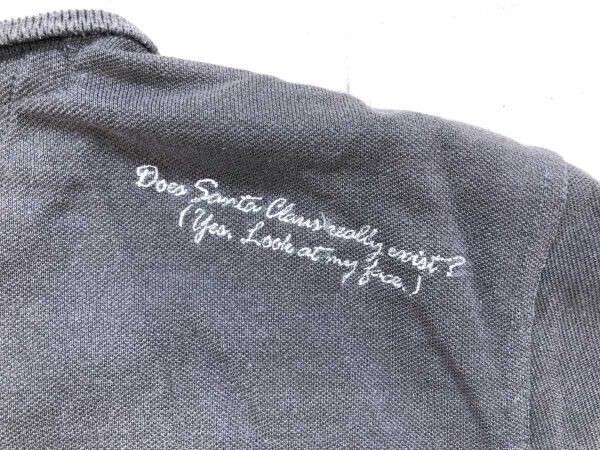 Does Santa Claus really exist?
(Yes. Look at my face.)